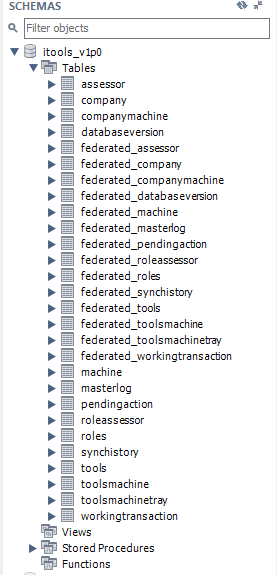 SCHEMAS
Filter objects
itools_v1p0
Tables
assessor
company
companymachine
databaseversion
federated_assessor
federated_company
federated_companymachine
federated_databaseversion
federated_machine
federated_masterlog
federated_pendingaction
federated_roleassessor
federated_roles
federated_synchistory
federated_tools
federated_toolsmachine
federated_toolsmachinetray
federated_workingtransaction
machine
masterlog
pendingaction
roleassessor
roles
synchistory
tools
toolsmachine
toolsmachinetray
workingtransaction
Views
Stored Procedures
Functions